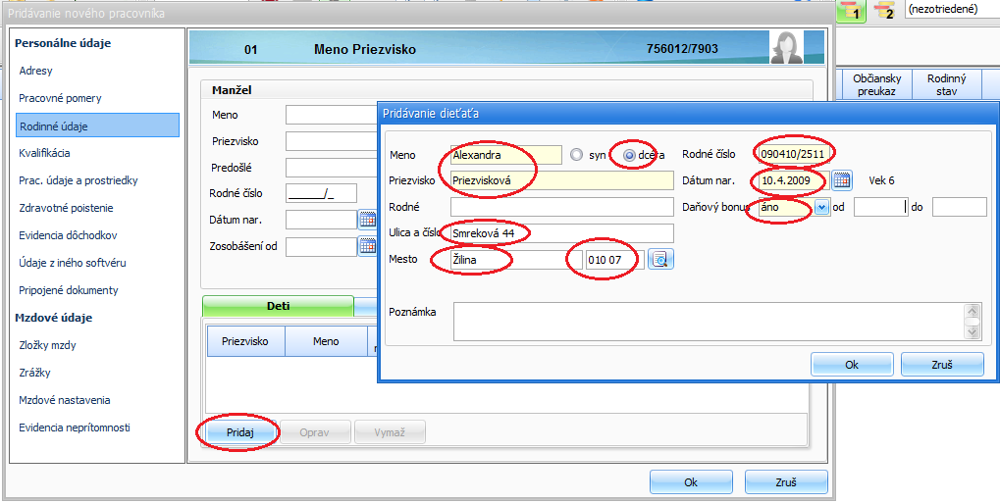 Pridávanie nového pracovníka
1
2
(nezotriedené)
Personálne údaje
Adresy
Pracovné pomery
Rodinné údaje
Kvalifikácia
Prac. údaje a prostriedky
Zdravotné poistenie
Evidencia dôchodkov
Údaje z iného softvéru
Pripojené dokumenty
Mzdové údaje
Zložky mzdy
Zrážky
Mzdové nastavenia
Evidencia neprítomnosti
01 Meno Priezvisko 756012/7903
Občiansky preukaz
Rodinný stav
Manžel
Meno
Priezvisko
Predošlé
Rodné číslo ______/_
Dátum nar.
Zosobášení od
Deti
Priezvisko Meno
Pridaj Oprav Vymaž
Ok Zruš
Pridávanie dieťaťa
Meno Alexandra syn dcéra Rodné číslo 090410/2511
Priezvisko Priezvisková Dátum nar. 10.4.2009 Vek 6
Rodné Daňový bonus áno od do
Ulica a číslo Smreková 44
Mesto Žilina 010 07
Poznámka
Ok Zruš